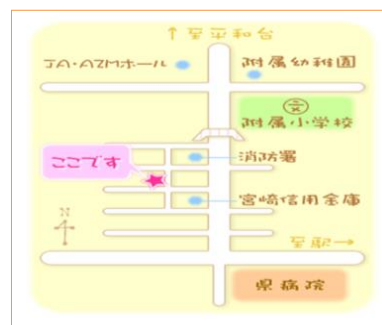 ↑至平和台
JA・AZMホール
附属幼稚園
文
附属小学校
消防署
ここです
宮崎信用金庫
N
至駅→
県病院